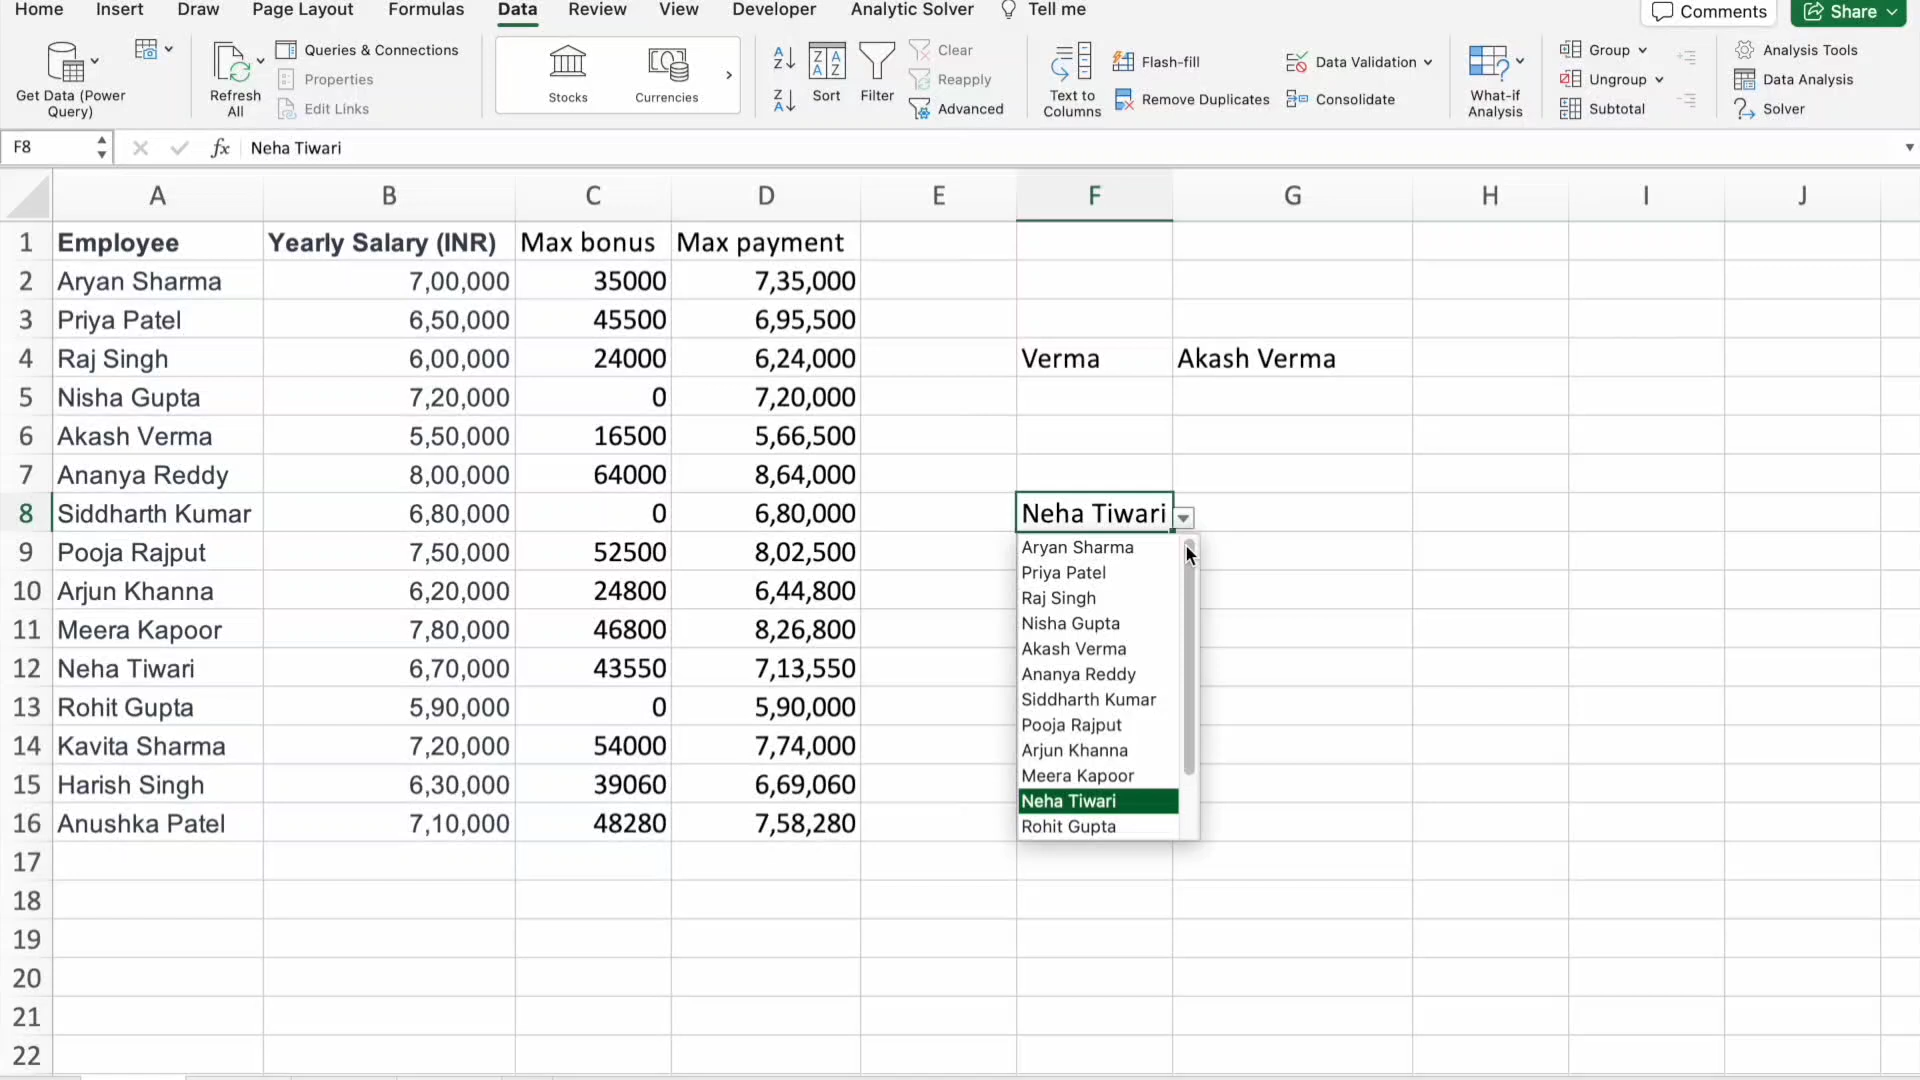 Home Insert Draw Page Layout Formulas Data Review View Developer Analytic Solver Tell me Comments Share
Get Data (Power Query)
Refresh All
Queries & Connections
Properties
Edit Links
Stocks
Currencies
Sort
Filter
Clear
Reapply
Advanced
Text to Columns
Flash-fill
Remove Duplicates
Data Validation
Consolidate
What-if Analysis
Group
Ungroup
Subtotal
Analysis Tools
Data Analysis
Solver
F8 fx Neha Tiwari
A B C D E F G H I J
1 Employee Yearly Salary (INR) Max bonus Max payment
2 Aryan Sharma 7,00,000 35000 7,35,000
3 Priya Patel 6,50,000 45500 6,95,500
4 Raj Singh 6,00,000 24000 6,24,000 Verma Akash Verma
5 Nisha Gupta 7,20,000 0 7,20,000
6 Akash Verma 5,50,000 16500 5,66,500
7 Ananya Reddy 8,00,000 64000 8,64,000
8 Siddharth Kumar 6,80,000 0 6,80,000 Neha Tiwari
9 Pooja Rajput 7,50,000 52500 8,02,500
10 Arjun Khanna 6,20,000 24800 6,44,800
11 Meera Kapoor 7,80,000 46800 8,26,800
12 Neha Tiwari 6,70,000 43550 7,13,550
13 Rohit Gupta 5,90,000 0 5,90,000
14 Kavita Sharma 7,20,000 54000 7,74,000
15 Harish Singh 6,30,000 39060 6,69,060
16 Anushka Patel 7,10,000 48280 7,58,280
17
18
19
20
21
22
Aryan Sharma
Priya Patel
Raj Singh
Nisha Gupta
Akash Verma
Ananya Reddy
Siddharth Kumar
Pooja Rajput
Arjun Khanna
Meera Kapoor
Neha Tiwari
Rohit Gupta